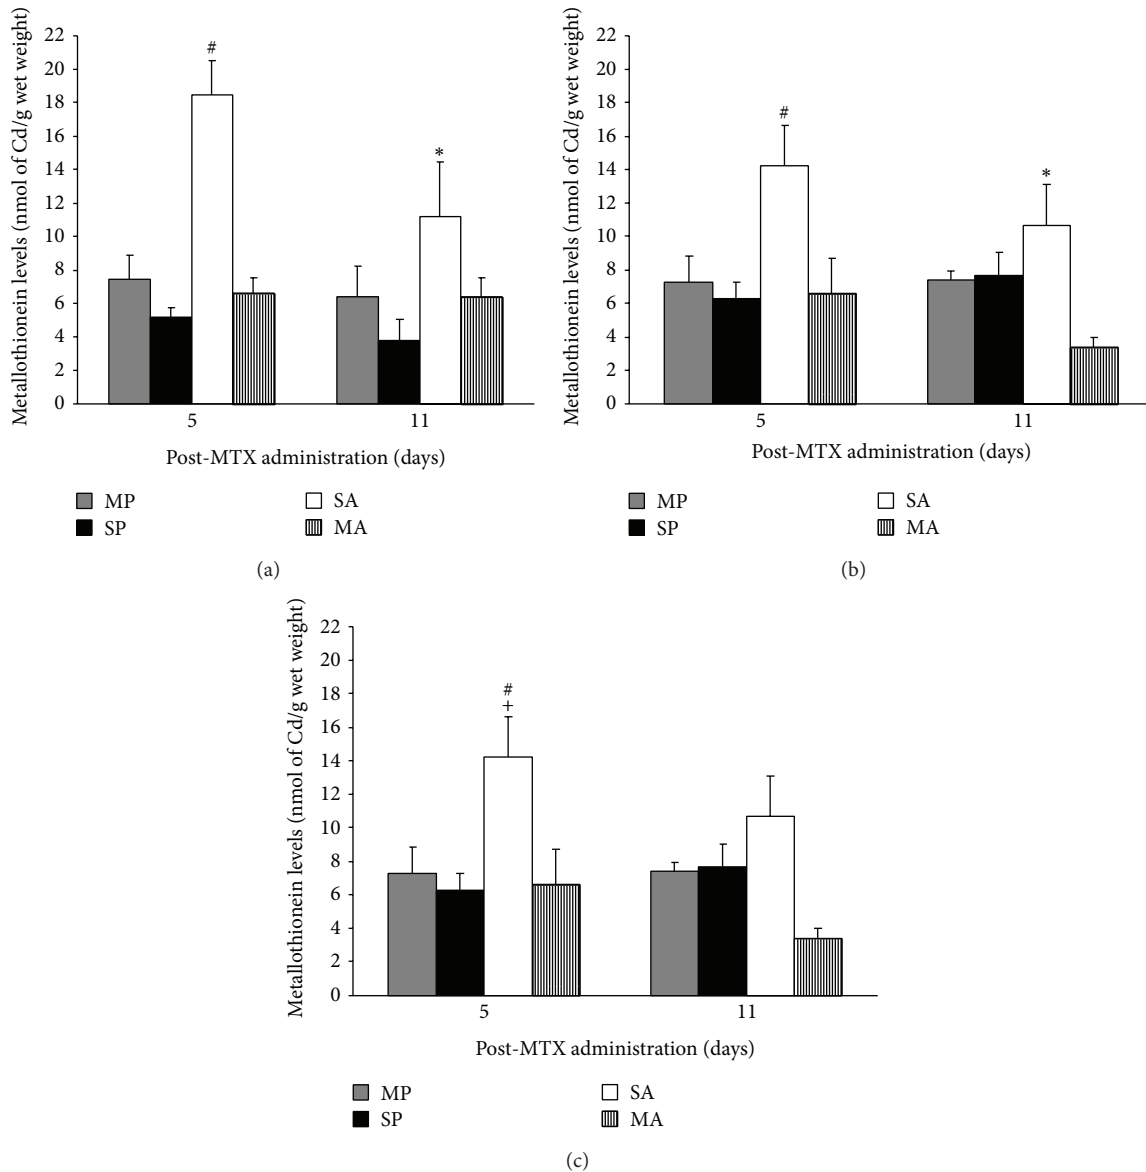 Metallothionein levels (nmol of Cd/g wet weight)
22
20
18
16
14
12
10
8
6
4
2
0
#
*
5
11
Post-MTX administration (days)
MP
SA
SP
MA
(a)
Metallothionein levels (nmol of Cd/g wet weight)
22
20
18
16
14
12
10
8
6
4
2
0
#
*
5
11
Post-MTX administration (days)
MP
SA
SP
MA
(b)
Metallothionein levels (nmol of Cd/g wet weight)
22
20
18
16
14
12
10
8
6
4
2
0
#
+
5
11
Post-MTX administration (days)
MP
SA
SP
MA
(c)